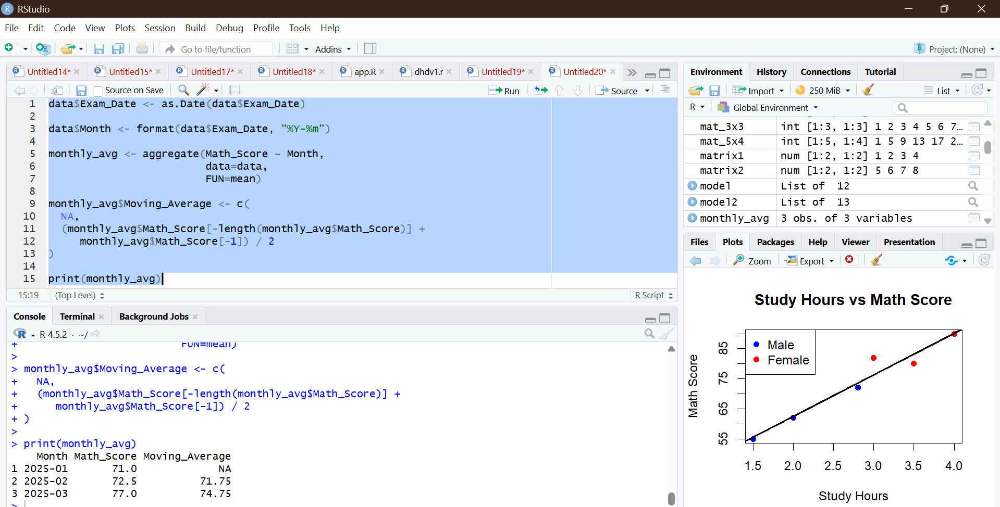 RStudio
File Edit Code View Plots Session Build Debug Profile Tools Help
Go to file/function Addins Project: (None)
Untitled14* Untitled15* Untitled17* Untitled18* app.R dhdv1.r Untitled19* Untitled20*
Source on Save Run Source
1 data$Exam_Date <- as.Date(data$Exam_Date)
2
3 data$Month <- format(data$Exam_Date, "%Y-%m")
4
5 monthly_avg <- aggregate(Math_Score ~ Month,
6 data=data,
7 FUN=mean)
8
9 monthly_avg$Moving_Average <- c(
10 NA,
11 (monthly_avg$Math_Score[-length(monthly_avg$Math_Score)] +
12 monthly_avg$Math_Score[-1]) / 2
13 )
14
15 print(monthly_avg)
15:19 (Top Level) R Script
Console Terminal Background Jobs
R 4.5.2 · ~/
+ FUN=mean)
>
> monthly_avg$Moving_Average <- c(
+ NA,
+ (monthly_avg$Math_Score[-length(monthly_avg$Math_Score)] +
+ monthly_avg$Math_Score[-1]) / 2
+ )
>
> print(monthly_avg)
Month Math_Score Moving_Average
1 2025-01 71.0 NA
2 2025-02 72.5 71.75
3 2025-03 77.0 74.75
>
Environment History Connections Tutorial
Import 250 MiB List
R Global Environment
mat_3x3 int [1:3, 1:3] 1 2 3 4 5 6 7…
mat_5x4 int [1:5, 1:4] 1 5 9 13 17 2…
matrix1 num [1:2, 1:2] 1 2 3 4
matrix2 num [1:2, 1:2] 5 6 7 8
model List of 12
model2 List of 13
monthly_avg 3 obs. of 3 variables
Files Plots Packages Help Viewer Presentation
Zoom Export
Study Hours vs Math Score
Male
Female
Math Score
85
75
65
55
1.5 2.0 2.5 3.0 3.5 4.0
Study Hours